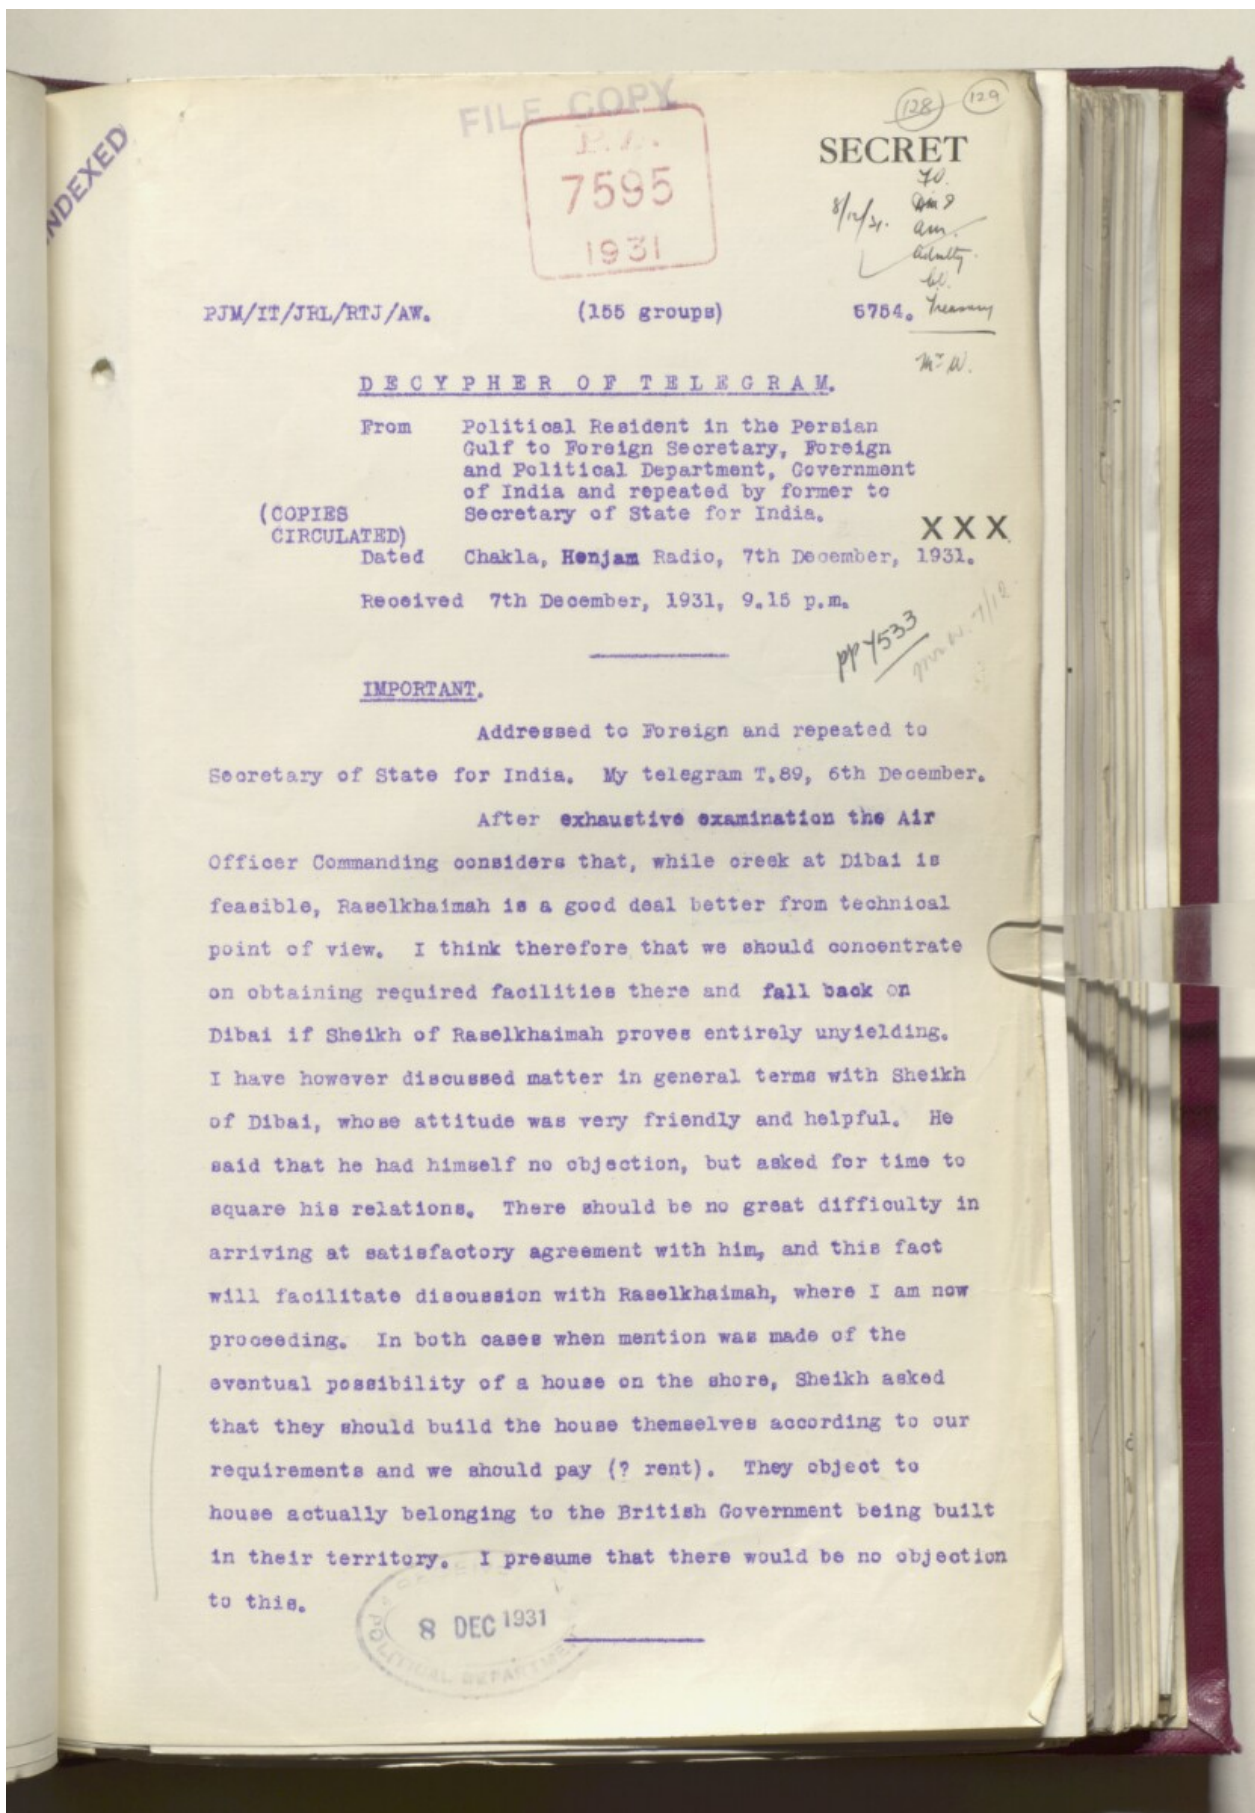 FILE COPY
INDEXED
P.Z.
7595
1931
128
129
SECRET
8/12/31.
F.O.
Air.
Admlty.
C.O.
Treasury
Mr. W.
PJM/IT/JRL/RTJ/AW.    (155 groups)    5754.
DECYPHER OF TELEGRAM.
From    Political Resident in the Persian
Gulf to Foreign Secretary, Foreign
and Political Department, Government
of India and repeated by former to
(COPIES    Secretary of State for India.
CIRCULATED)    XXX
Dated    Chakla, Henjam Radio, 7th December, 1931.
Received    7th December, 1931, 9.15 p.m.
IMPORTANT.
Addressed to Foreign and repeated to
Secretary of State for India.  My telegram T.89, 6th December.
After exhaustive examination the Air
Officer Commanding considers that, while creek at Dibai is
feasible, Raselkhaimah is a good deal better from technical
point of view.  I think therefore that we should concentrate
on obtaining required facilities there and fall back on
Dibai if Sheikh of Raselkhaimah proves entirely unyielding.
I have however discussed matter in general terms with Sheikh
of Dibai, whose attitude was very friendly and helpful.  He
said that he had himself no objection, but asked for time to
square his relations.  There should be no great difficulty in
arriving at satisfactory agreement with him, and this fact
will facilitate discussion with Raselkhaimah, where I am now
proceeding.  In both cases when mention was made of the
eventual possibility of a house on the shore, Sheikh asked
that they should build the house themselves according to our
requirements and we should pay (? rent).  They object to
house actually belonging to the British Government being built
in their territory.  I presume that there would be no objection
to this.
8 DEC 1931
POLITICAL DEPARTMENT